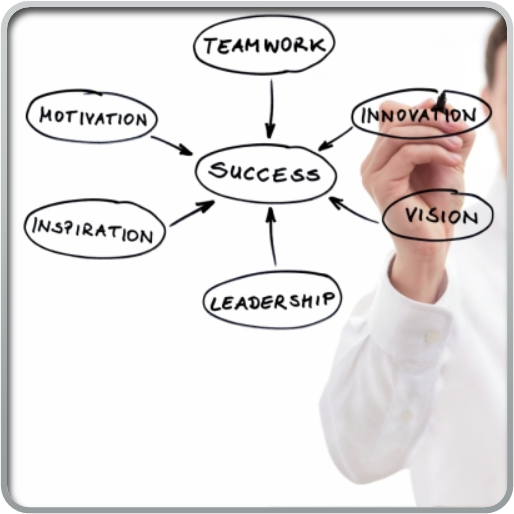 TEAMWORK
MOTIVATION
INNOVATION
SUCCESS
INSPIRATION
VISION
LEADERSHIP